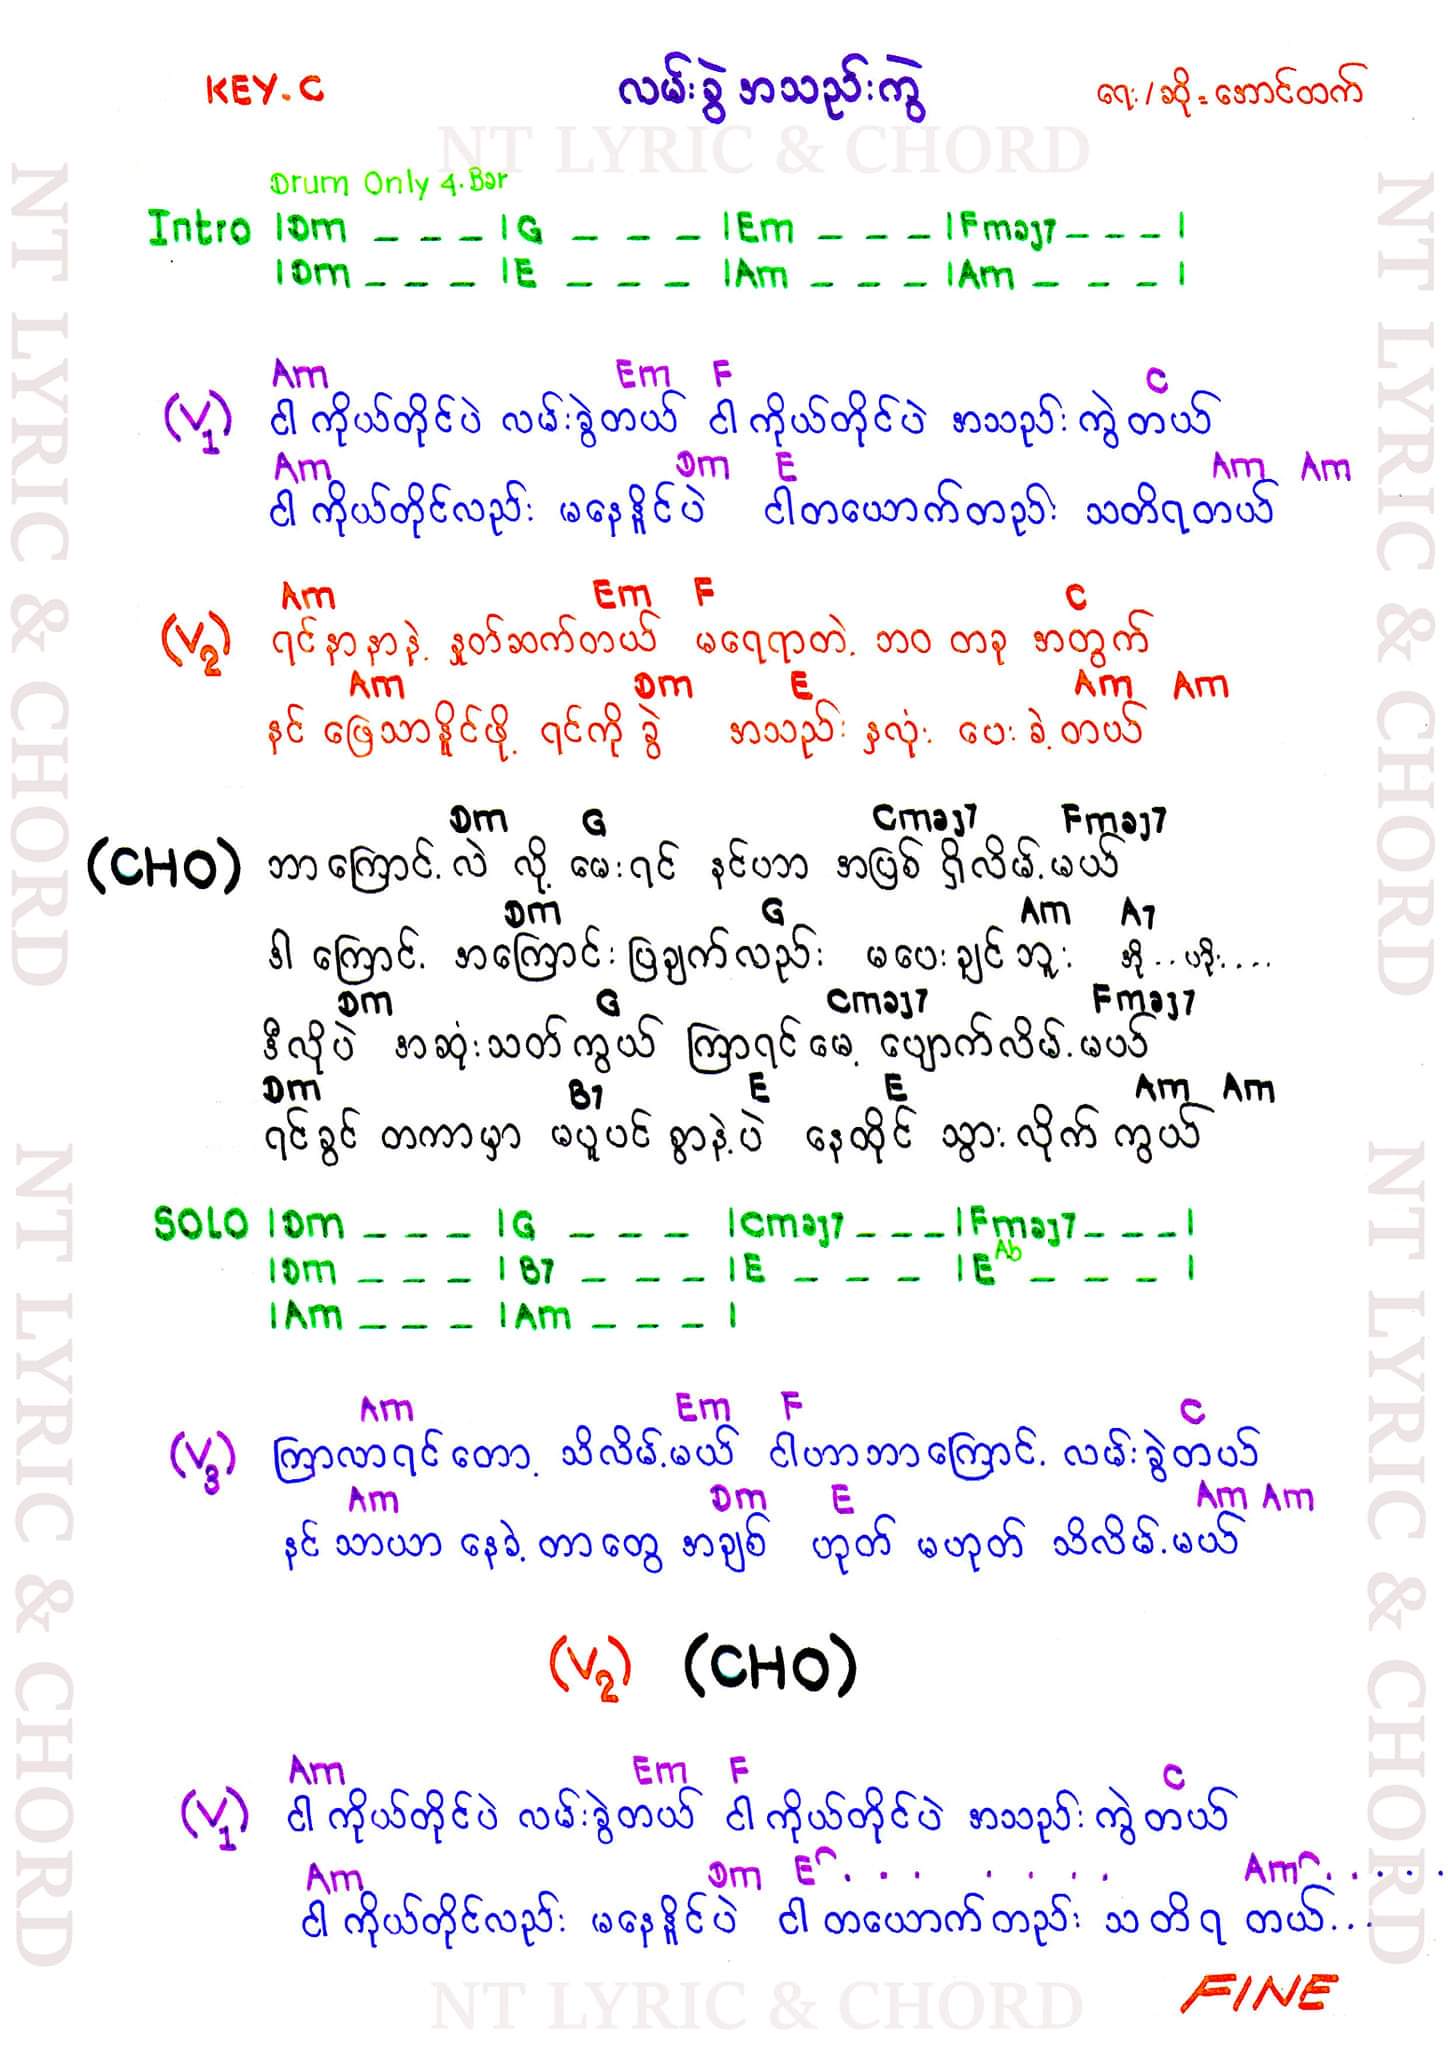 KEY.C လမ်းခွဲ အသည်းကွဲ ရေး/ဆို = အောင်ထက်
NT LYRIC & CHORD
Drum Only 4.Bar
Intro |Dm _ _ _ |G _ _ _ |Em _ _ _ |Fmaj7 _ _ _ |
|Dm _ _ _ |E _ _ _ |Am _ _ _ |Am _ _ _ |
Am Em F C
(V1) ငါကိုယ်တိုင်ပဲ လမ်းခွဲတယ် ငါကိုယ်တိုင်ပဲ အသည်းကွဲတယ်
Am Dm E Am Am
ငါကိုယ်တိုင်လည်း မနေနိူင်ပဲ ငါတယောက်တည်း သတိရတယ်
Am Em F C
(V2) ရင်နာနာနဲ့ နှုတ်ဆက်တယ် မရေရာတဲ့ ဘဝ တခု အတွက်
Am Dm E Am Am
နင် ဖြေသာနိူင်ဖို့ ရင်ကို ခွဲ အသည်း နှလုံး ပေး ခဲ့တယ်
Dm G Cmaj7 Fmaj7
(CHO) ဘာကြောင့်လဲ လို့ မေးရင် နင့်ဟာ အဖြစ် ရှိလိမ့်မယ်
Dm G Am A7
ဒါ ကြောင့် အကြောင်းပြချက်လည်း မပေးချင်ဘူး အို..ဟိုး....
Dm G Cmaj7 Fmaj7
ဒီလိုပဲ အဆုံးသတ်ကွယ် ကြာရင်မေ့ ပျောက်လိမ့်မယ်
Dm B7 E E Am Am
ရင်ခွင် တကာမှာ မပူပင် စွာနဲ့ပဲ နေထိုင် သွားလိုက်ကွယ်
SOLO |Dm _ _ _ |G _ _ _ |Cmaj7 _ _ _ |Fmaj7 _ _ _ |
|Dm _ _ _ |B7 _ _ _ |E _ _ _ |E Ab _ _ _ |
|Am _ _ _ |Am _ _ _ |
Am Em F C
(V3) ကြာလာရင်တော့ သိလိမ့်မယ် ငါဟာဘာကြောင့် လမ်းခွဲတယ်
Am Dm E Am Am
နင် သာယာ နေခဲ့တာတွေ အချစ် ဟုတ် မဟုတ် သိလိမ့်မယ်
(V2) (CHO)
Am Em F C
(V1) ငါကိုယ်တိုင်ပဲ လမ်းခွဲတယ် ငါကိုယ်တိုင်ပဲ အသည်းကွဲတယ်
Am Dm E . . . . . . . Am . . . . .
ငါကိုယ်တိုင်လည်း မနေနိူင်ပဲ ငါတယောက်တည်း သတိရ တယ်...
FINE
NT LYRIC & CHORD
NT LYRIC & CHORD
NT LYRIC & CHORD
NT LYRIC & CHORD
NT LYRIC & CHORD